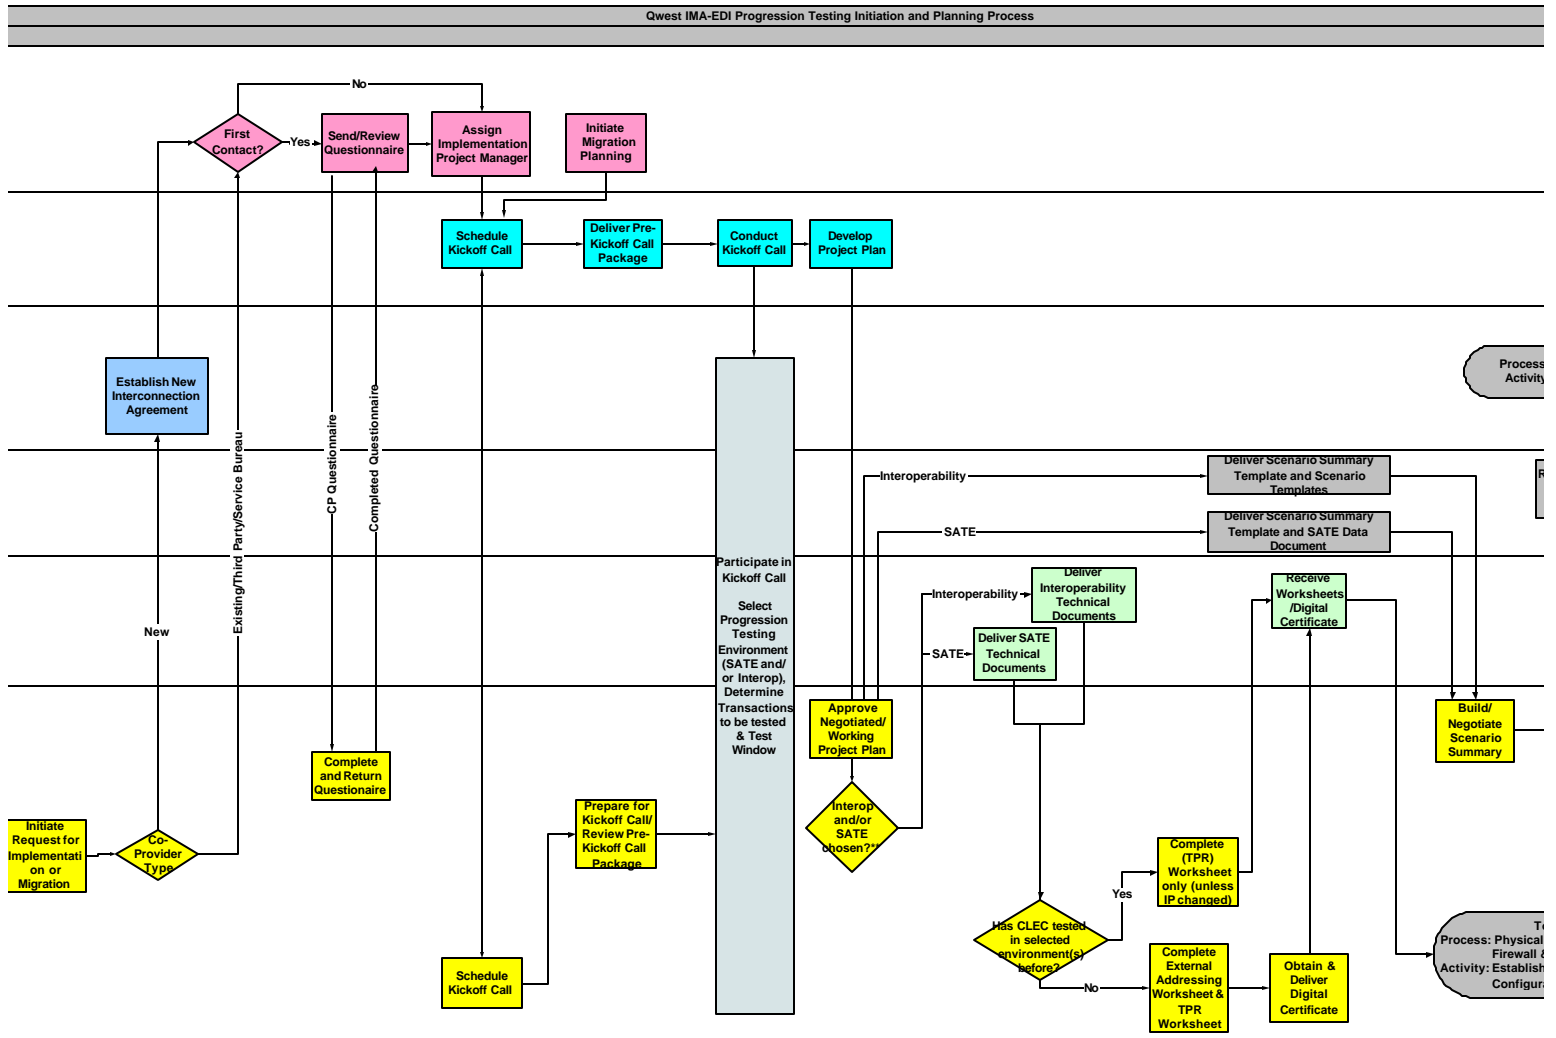 Qwest IMA-EDI Progression Testing Initiation and Planning Process
No
First
Contact?
Yes
Send/Review
Questionnaire
Assign
Implementation
Project Manager
Initiate
Migration
Planning
Schedule
Kickoff Call
Deliver Pre-
Kickoff Call
Package
Conduct
Kickoff Call
Develop
Project Plan
Establish New
Interconnection
Agreement
Process
Activity
New
Existing/Third Party/Service Bureau
CP Questionnaire
Completed Questionnaire
Interoperability
Deliver Scenario Summary
Template and Scenario
Templates
SATE
Deliver Scenario Summary
Template and SATE Data
Document
R
Participate in
Kickoff Call
Select
Progression
Testing
Environment
(SATE and/
or Interop),
Determine
Transactions
to be tested
& Test
Window
Interoperability
Deliver
Interoperability
Technical
Documents
SATE
Deliver SATE
Technical
Documents
Receive
Worksheets
/Digital
Certificate
Approve
Negotiated/
Working
Project Plan
Build/
Negotiate
Scenario
Summary
Complete
and Return
Questionaire
Initiate
Request for
Implementati
on or
Migration
Co-
Provider
Type
Prepare for
Kickoff Call/
Review Pre-
Kickoff Call
Package
Interop
and/or
SATE
chosen?**
Complete
(TPR)
Worksheet
only (unless
IP changed)
Yes
Has CLEC tested
in selected
environment(s)
before?
No
Schedule
Kickoff Call
Complete
External
Addressing
Worksheet &
TPR
Worksheet
Obtain &
Deliver
Digital
Certificate
To
Process: Physical
Firewall &
Activity: Establish
Configura